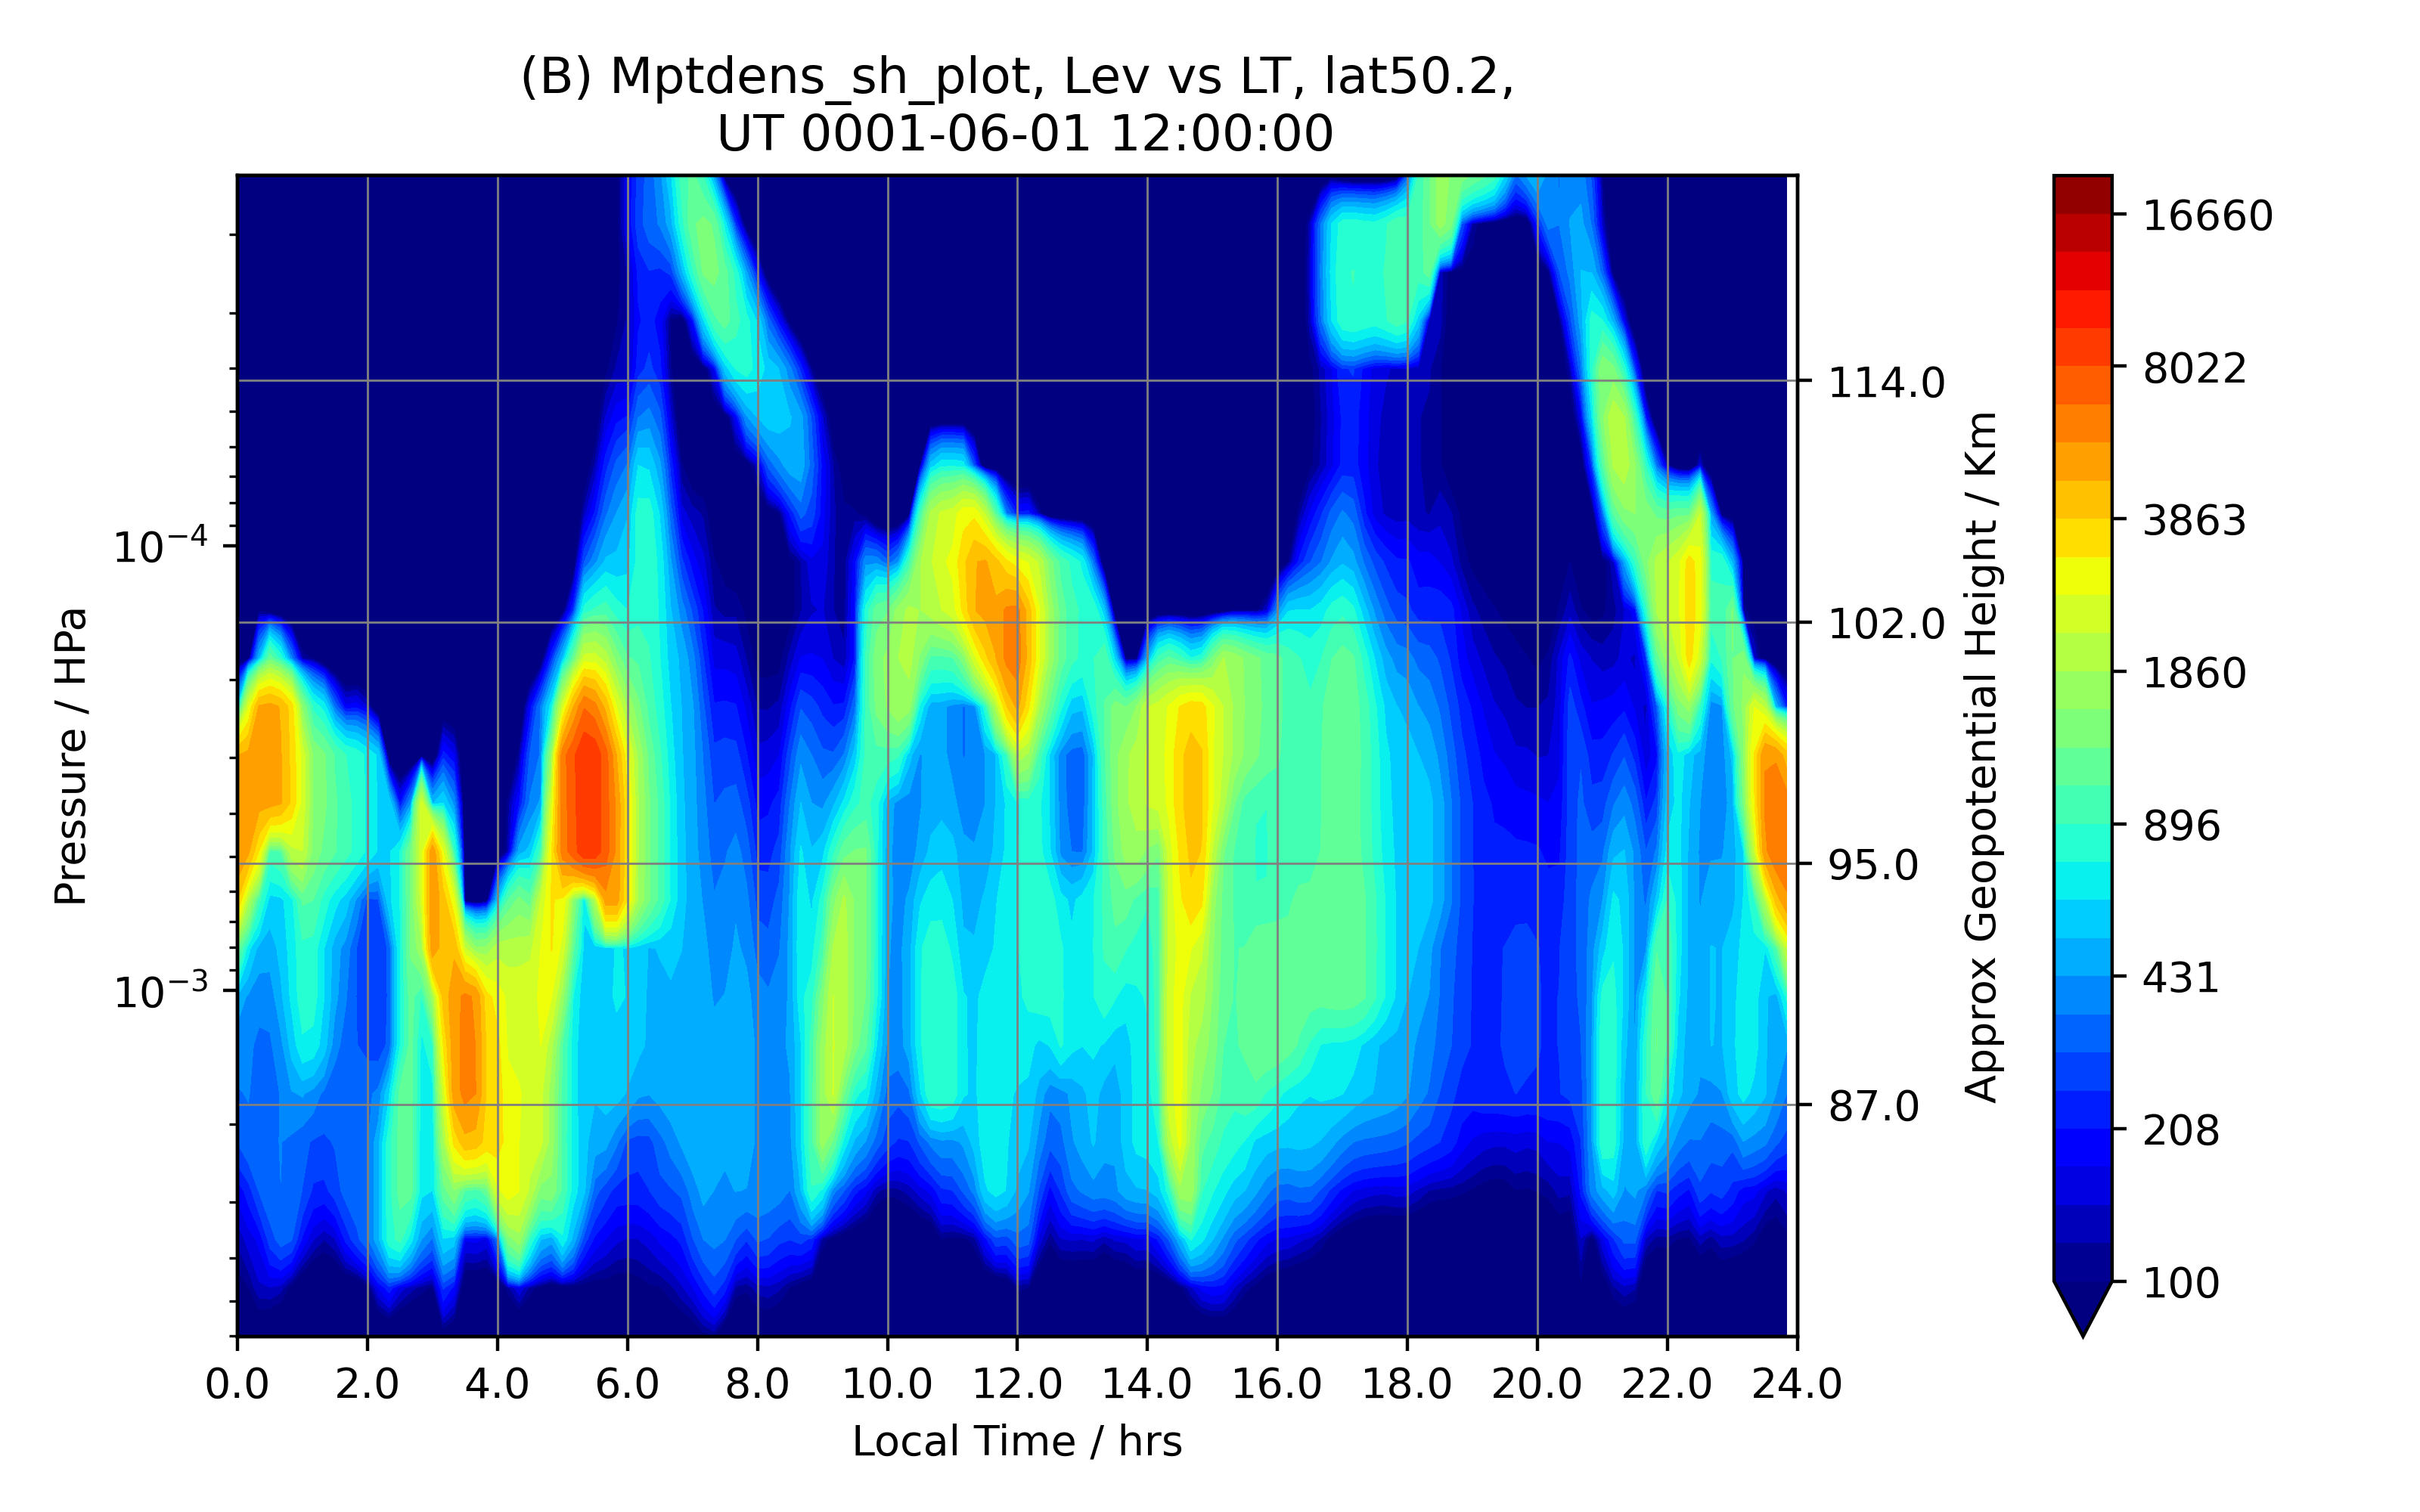 (B) Mptdens_sh_plot, Lev vs LT, lat50.2,
UT 0001-06-01 12:00:00
Pressure / HPa
10⁻⁴
10⁻³
0.0 2.0 4.0 6.0 8.0 10.0 12.0 14.0 16.0 18.0 20.0 22.0 24.0
Local Time / hrs
114.0
102.0
95.0
87.0
Approx Geopotential Height / Km
16660
8022
3863
1860
896
431
208
100